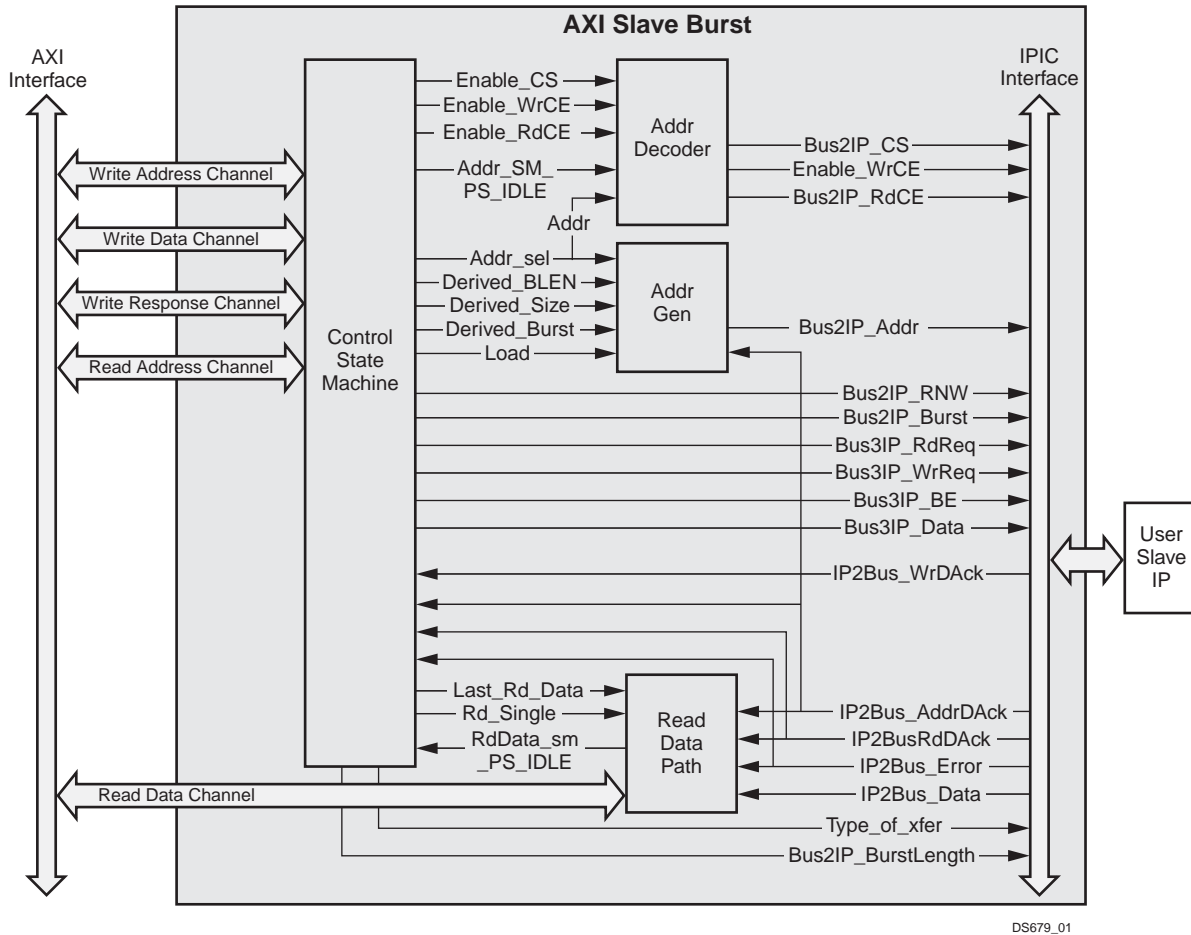 AXI Slave Burst
AXI
Interface
IPIC
Interface
Enable_CS
Enable_WrCE
Enable_RdCE
Addr_SM_
PS_IDLE
Addr
Addr
Decoder
Bus2IP_CS
Enable_WrCE
Bus2IP_RdCE
Write Address Channel
Write Data Channel
Write Response Channel
Read Address Channel
Control
State
Machine
Addr_sel
Derived_BLEN
Derived_Size
Derived_Burst
Load
Addr
Gen
Bus2IP_Addr
Bus2IP_RNW
Bus2IP_Burst
Bus3IP_RdReq
Bus3IP_WrReq
Bus3IP_BE
Bus3IP_Data
IP2Bus_WrDAck
User
Slave
IP
Last_Rd_Data
Rd_Single
RdData_sm
_PS_IDLE
Read
Data
Path
IP2Bus_AddrDAck
IP2BusRdDAck
IP2Bus_Error
IP2Bus_Data
Read Data Channel
Type_of_xfer
Bus2IP_BurstLength
DS679_01